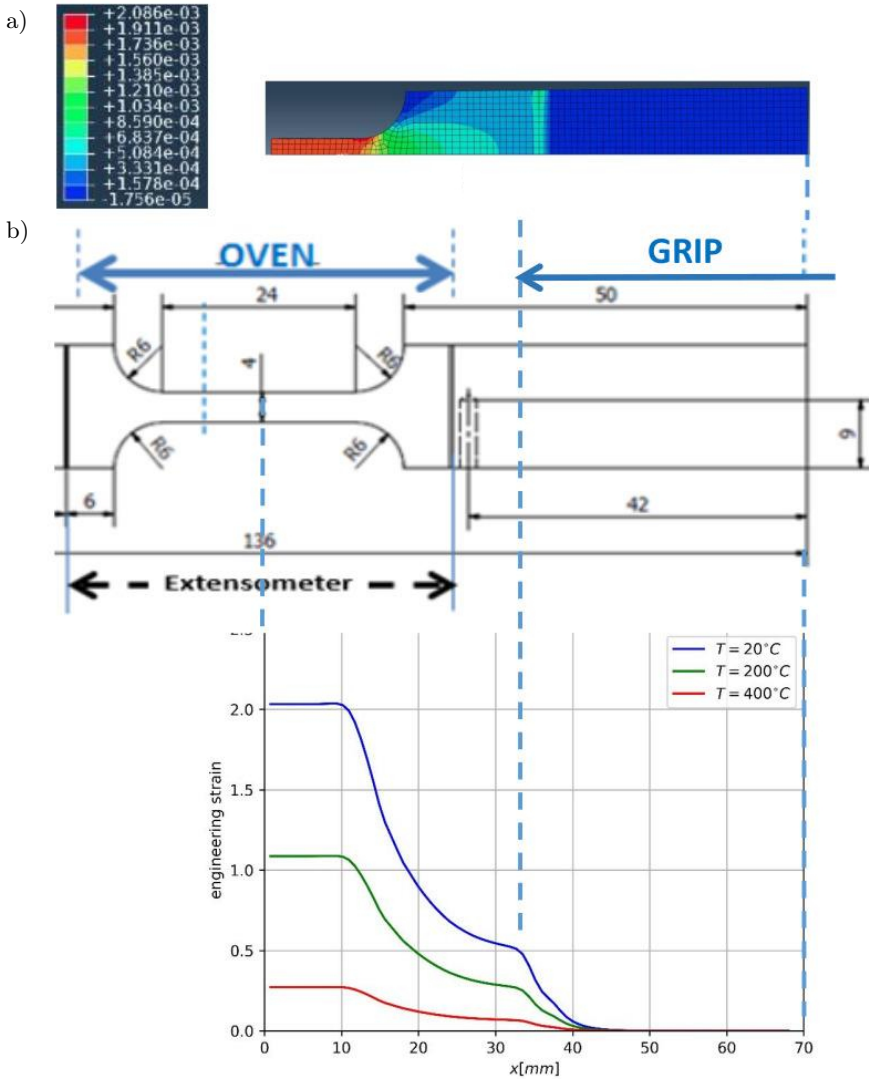 a)
+2.086e-03
+1.911e-03
+1.736e-03
+1.560e-03
+1.385e-03
+1.210e-03
+1.034e-03
+8.590e-04
+6.837e-04
+5.084e-04
+3.331e-04
+1.578e-04
-1.756e-05
b)
OVEN
GRIP
24
50
R6
4
R6
9
R6
R6
6
42
136
Extensometer
T = 20°C
T = 200°C
T = 400°C
2.0
1.5
1.0
0.5
0.0
engineering strain
0 10 20 30 40 50 60 70
x[mm]